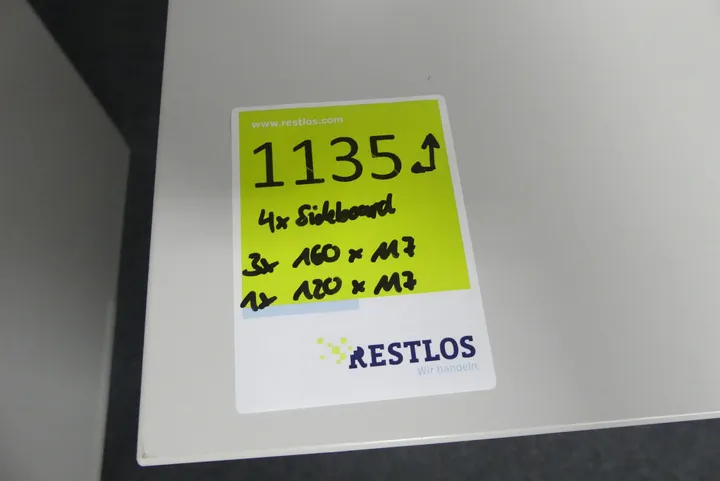 www.restlos.com
1135
4x Sideboard
3x 160 x 117
1x 120 x 117
RESTLOS
Wir handeln.